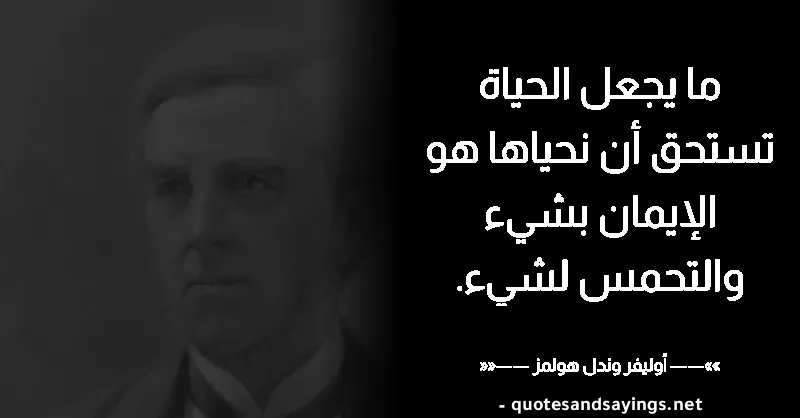 ما يجعل الحياة
تستحق أن نحياها هو
الإيمان بشيء
والتحمس لشيء.
»»—— أوليفر وندل هولمز ——««
- quotesandsayings.net